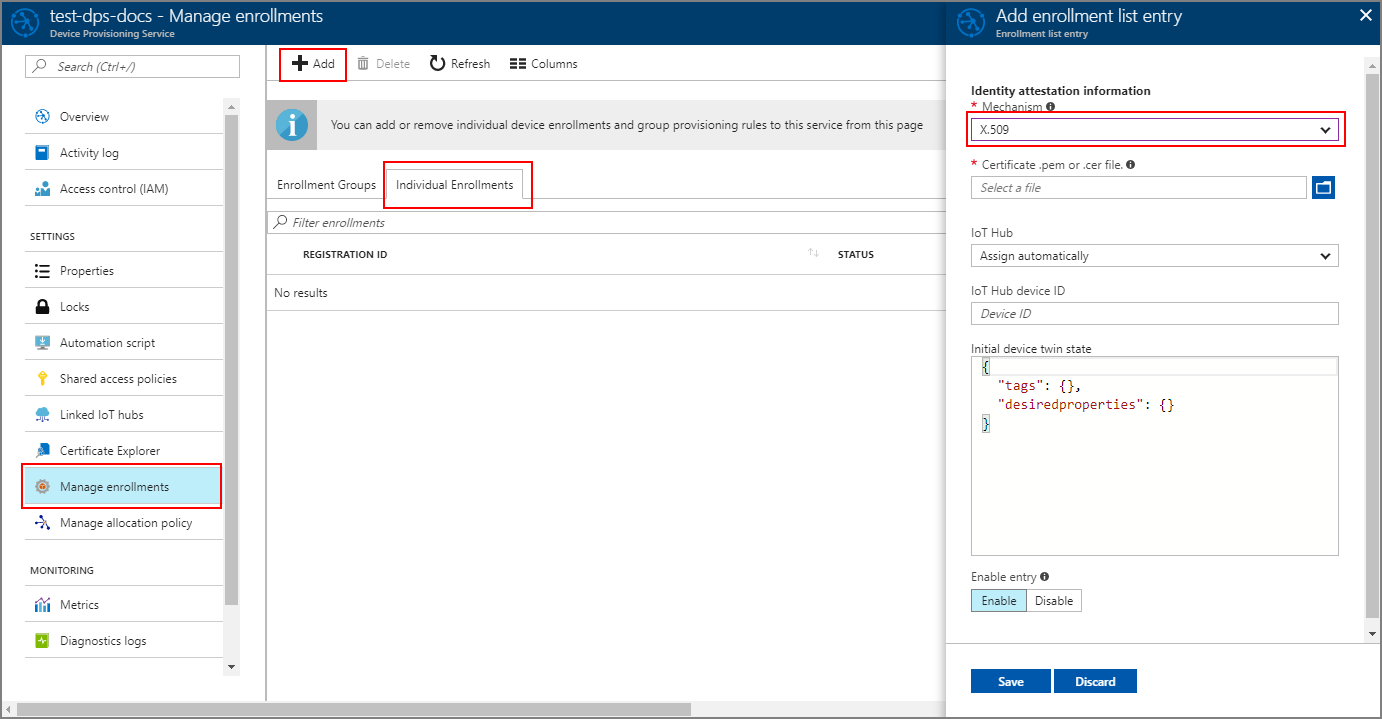 test-dps-docs - Manage enrollments
Device Provisioning Service
Search (Ctrl+/)
Overview
Activity log
Access control (IAM)
SETTINGS
Properties
Locks
Automation script
Shared access policies
Linked IoT hubs
Certificate Explorer
Manage enrollments
Manage allocation policy
MONITORING
Metrics
Diagnostics logs
Add Delete Refresh Columns
You can add or remove individual device enrollments and group provisioning rules to this service from this page
Enrollment Groups Individual Enrollments
Filter enrollments
REGISTRATION ID STATUS
No results
Add enrollment list entry
Enrollment list entry
Identity attestation information
* Mechanism
X.509
* Certificate .pem or .cer file.
Select a file
IoT Hub
Assign automatically
IoT Hub device ID
Device ID
Initial device twin state
{
"tags": {},
"desiredproperties": {}
}
Enable entry
Enable Disable
Save Discard